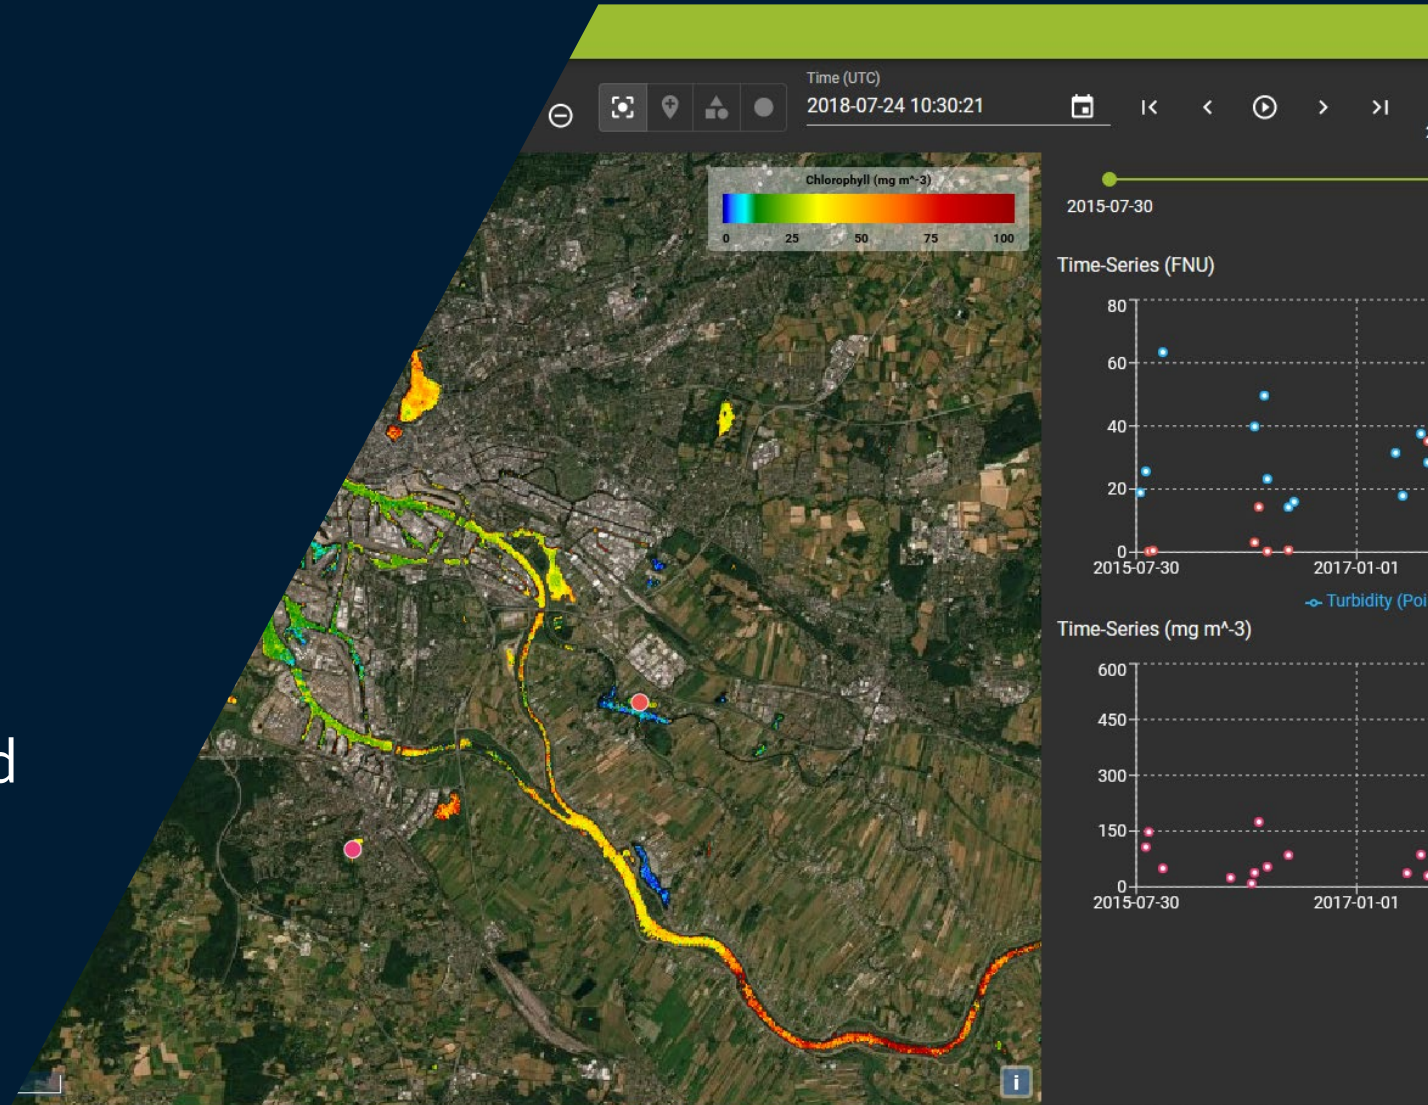 d
Time (UTC)
2018-07-24 10:30:21
Chlorophyll (mg m^-3)
0 25 50 75 100
2015-07-30
Time-Series (FNU)
80
60
40
20
0
2015-07-30 2017-01-01
Turbidity (Poi
Time-Series (mg m^-3)
600
450
300
150
0
2015-07-30 2017-01-01
i